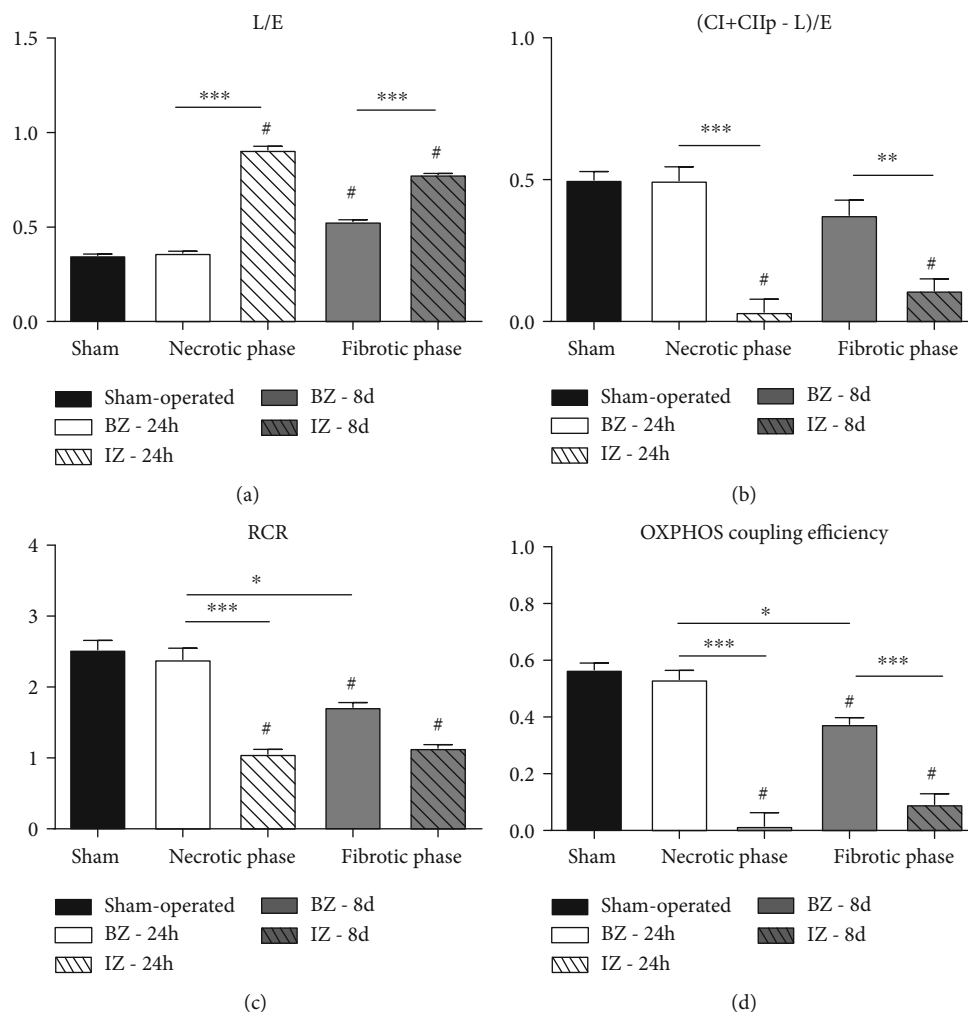 L/E
1.5
1.0
0.5
0.0
***
***
#
#
#
Sham Necrotic phase Fibrotic phase
Sham-operated BZ - 8d
BZ - 24h IZ - 8d
IZ - 24h
(a)
(CI+CIIp - L)/E
1.0
0.5
0.0
***
**
#
#
Sham Necrotic phase Fibrotic phase
Sham-operated BZ - 8d
BZ - 24h IZ - 8d
IZ - 24h
(b)
RCR
4
3
2
1
0
*
***
#
#
#
Sham Necrotic phase Fibrotic phase
Sham-operated BZ - 8d
BZ - 24h IZ - 8d
IZ - 24h
(c)
OXPHOS coupling efficiency
1.0
0.8
0.6
0.4
0.2
0.0
*
***
***
#
#
#
Sham Necrotic phase Fibrotic phase
Sham-operated BZ - 8d
BZ - 24h IZ - 8d
IZ - 24h
(d)